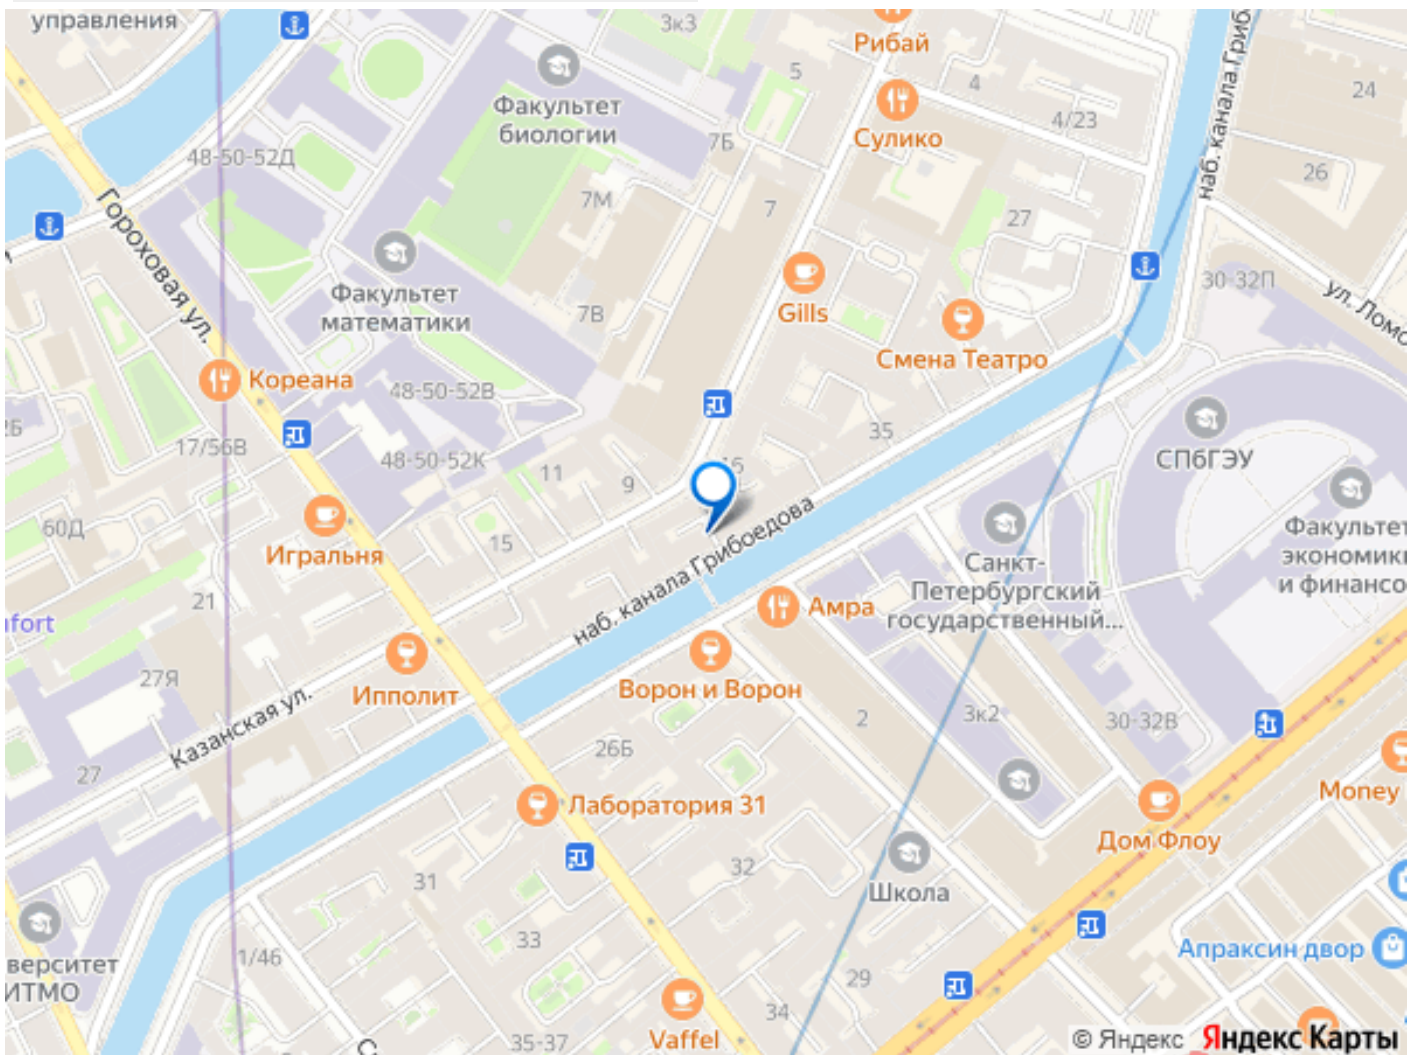 управления
3к3
Рибай
5
4
24
Факультет
биологии
Сулико
4/23
наб. канала Гриб
7Б
48-50-52Д
26
7М
7
27
Гороховая ул.
30-32П
Факультет
математики
7В
Gills
ул. Ломо
Смена Театро
Кореана
48-50-52В
2Б
17/56В
48-50-52К
35
СПбГЭУ
11
9
16
60Д
Игральня
15
наб. канала Грибоедова
Санкт-
Петербургский
государственный...
Факультет
экономики
и финансо
21
Амра
nfort
27Я
Ипполит
Ворон и Ворон
Казанская ул.
2
3к2
30-32В
26Б
27
Лаборатория 31
Money
Дом Флоу
32
31
Школа
33
Апраксин двор
верситет
ИТМО
1/46
29
34
35-37
Vaffel
С
© Яндекс Яндекс Карты